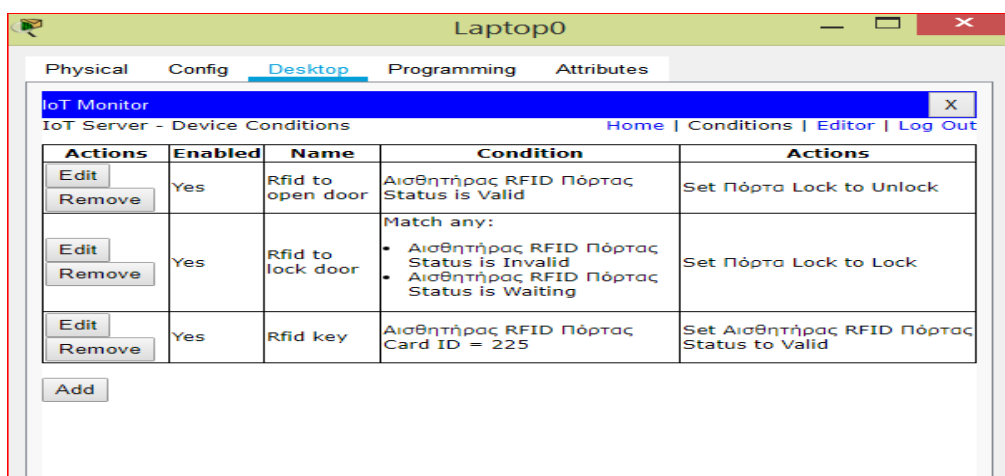 Laptop0
Physical Config Desktop Programming Attributes
IoT Monitor X
IoT Server - Device Conditions Home | Conditions | Editor | Log Out
Actions Enabled Name Condition Actions
Edit
Remove
Yes
Rfid to
open door
Αισθητήρας RFID Πόρτας
Status is Valid
Set Πόρτα Lock to Unlock
Edit
Remove
Yes
Rfid to
lock door
Match any:
• Αισθητήρας RFID Πόρτας
Status is Invalid
• Αισθητήρας RFID Πόρτας
Status is Waiting
Set Πόρτα Lock to Lock
Edit
Remove
Yes
Rfid key
Αισθητήρας RFID Πόρτας
Card ID = 225
Set Αισθητήρας RFID Πόρτας
Status to Valid
Add